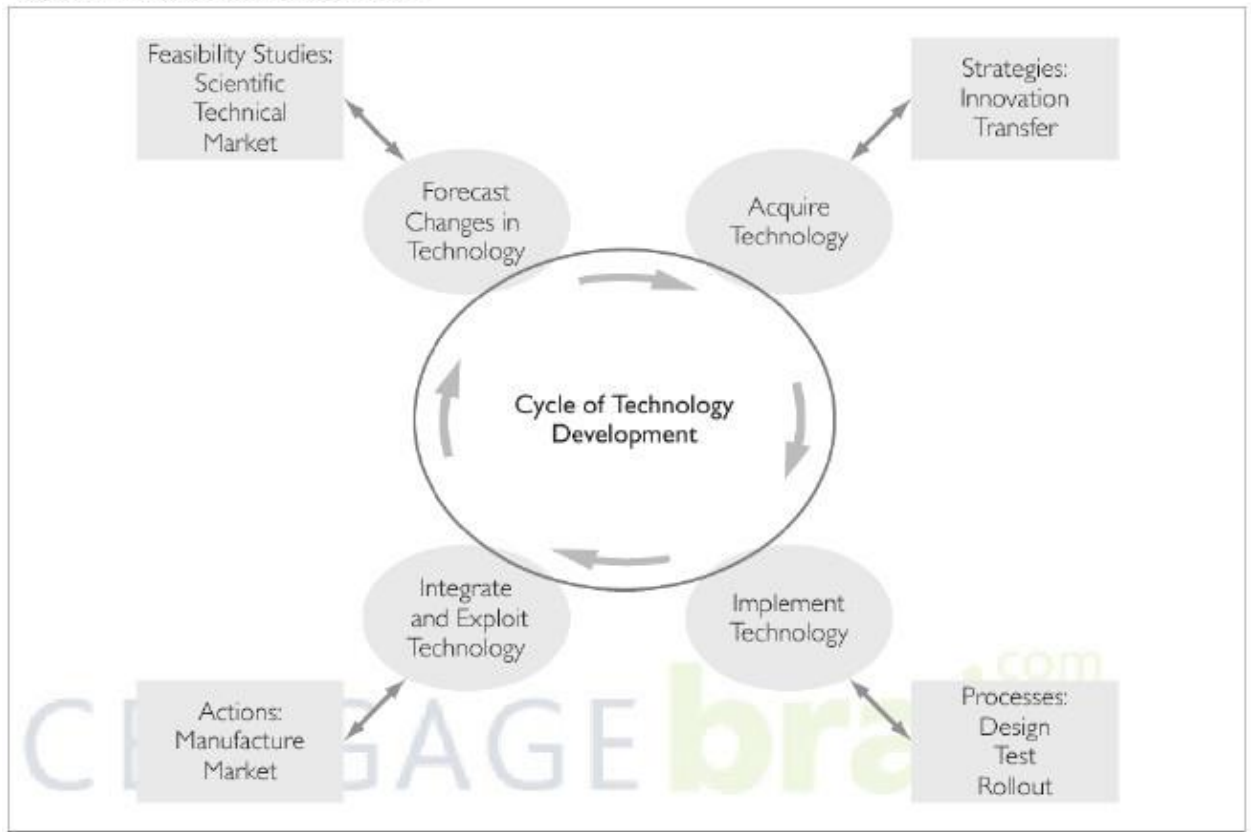 Feasibility Studies:
Scientific
Technical
Market
Strategies:
Innovation
Transfer
Forecast
Changes in
Technology
Acquire
Technology
Cycle of Technology
Development
Integrate
and Exploit
Technology
Implement
Technology
Actions:
Manufacture
Market
Processes:
Design
Test
Rollout